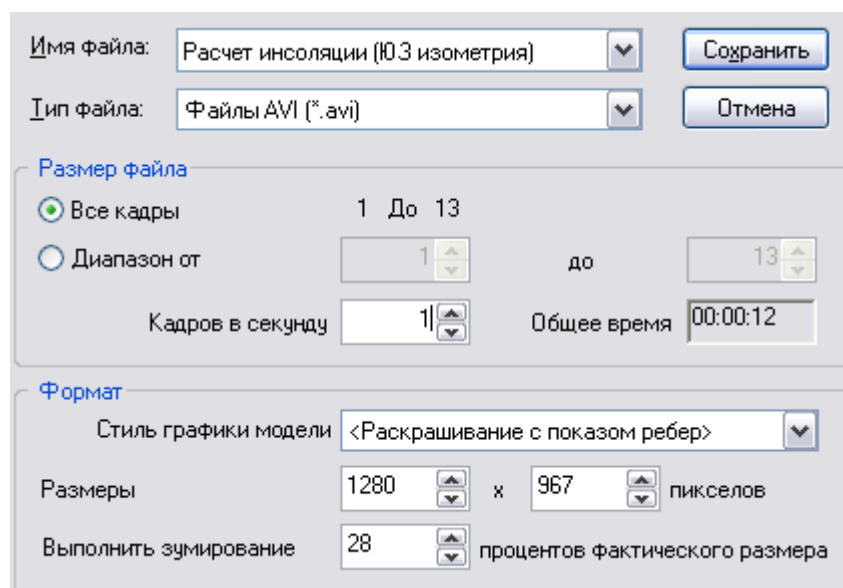 Имя файла: Расчет инсоляции (Ю.З изометрия) Сохранить
Тип файла: Файлы AVI (*.avi) Отмена
Размер файла
Все кадры 1 До 13
Диапазон от 1 до 13
Кадров в секунду 1 Общее время 00:00:12
Формат
Стиль графики модели <Раскрашивание с показом ребер>
Размеры 1280 x 967 пикселов
Выполнить зумирование 28 процентов фактического размера